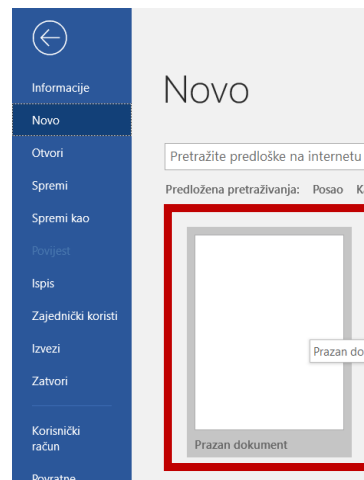 Informacije
Novo
Otvori
Spremi
Spremi kao
Povijest
Ispis
Zajednički koristi
Izvezi
Zatvori
Korisnički
račun
Povratne
Novo
Pretražite predloške na internetu
Predložena pretraživanja: Posao
Prazan
Prazan dokument